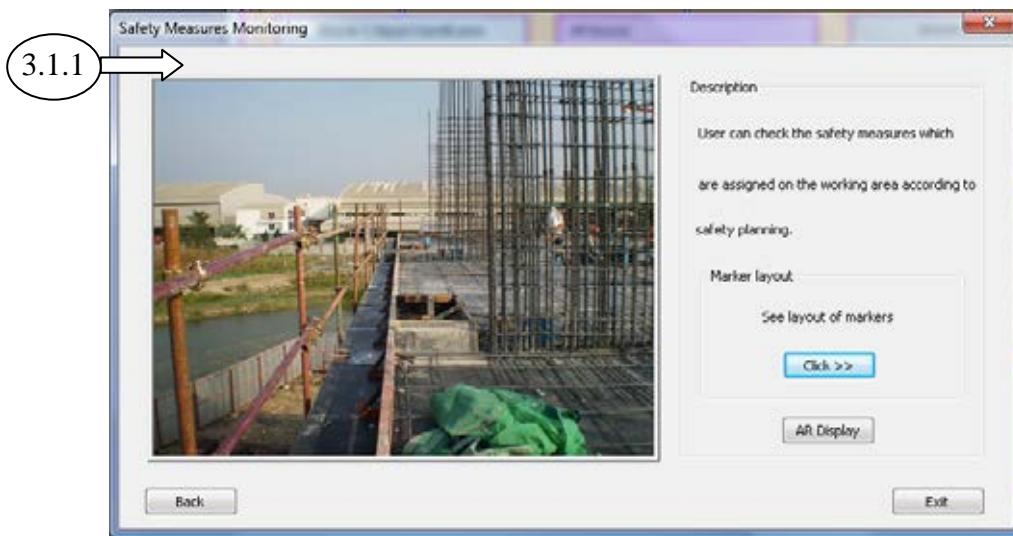 Safety Measures Monitoring
3.1.1
Description
User can check the safety measures which
are assigned on the working area according to
safety planning.
Marker layout
See layout of markers
Click >>
AR Display
Back
Exit